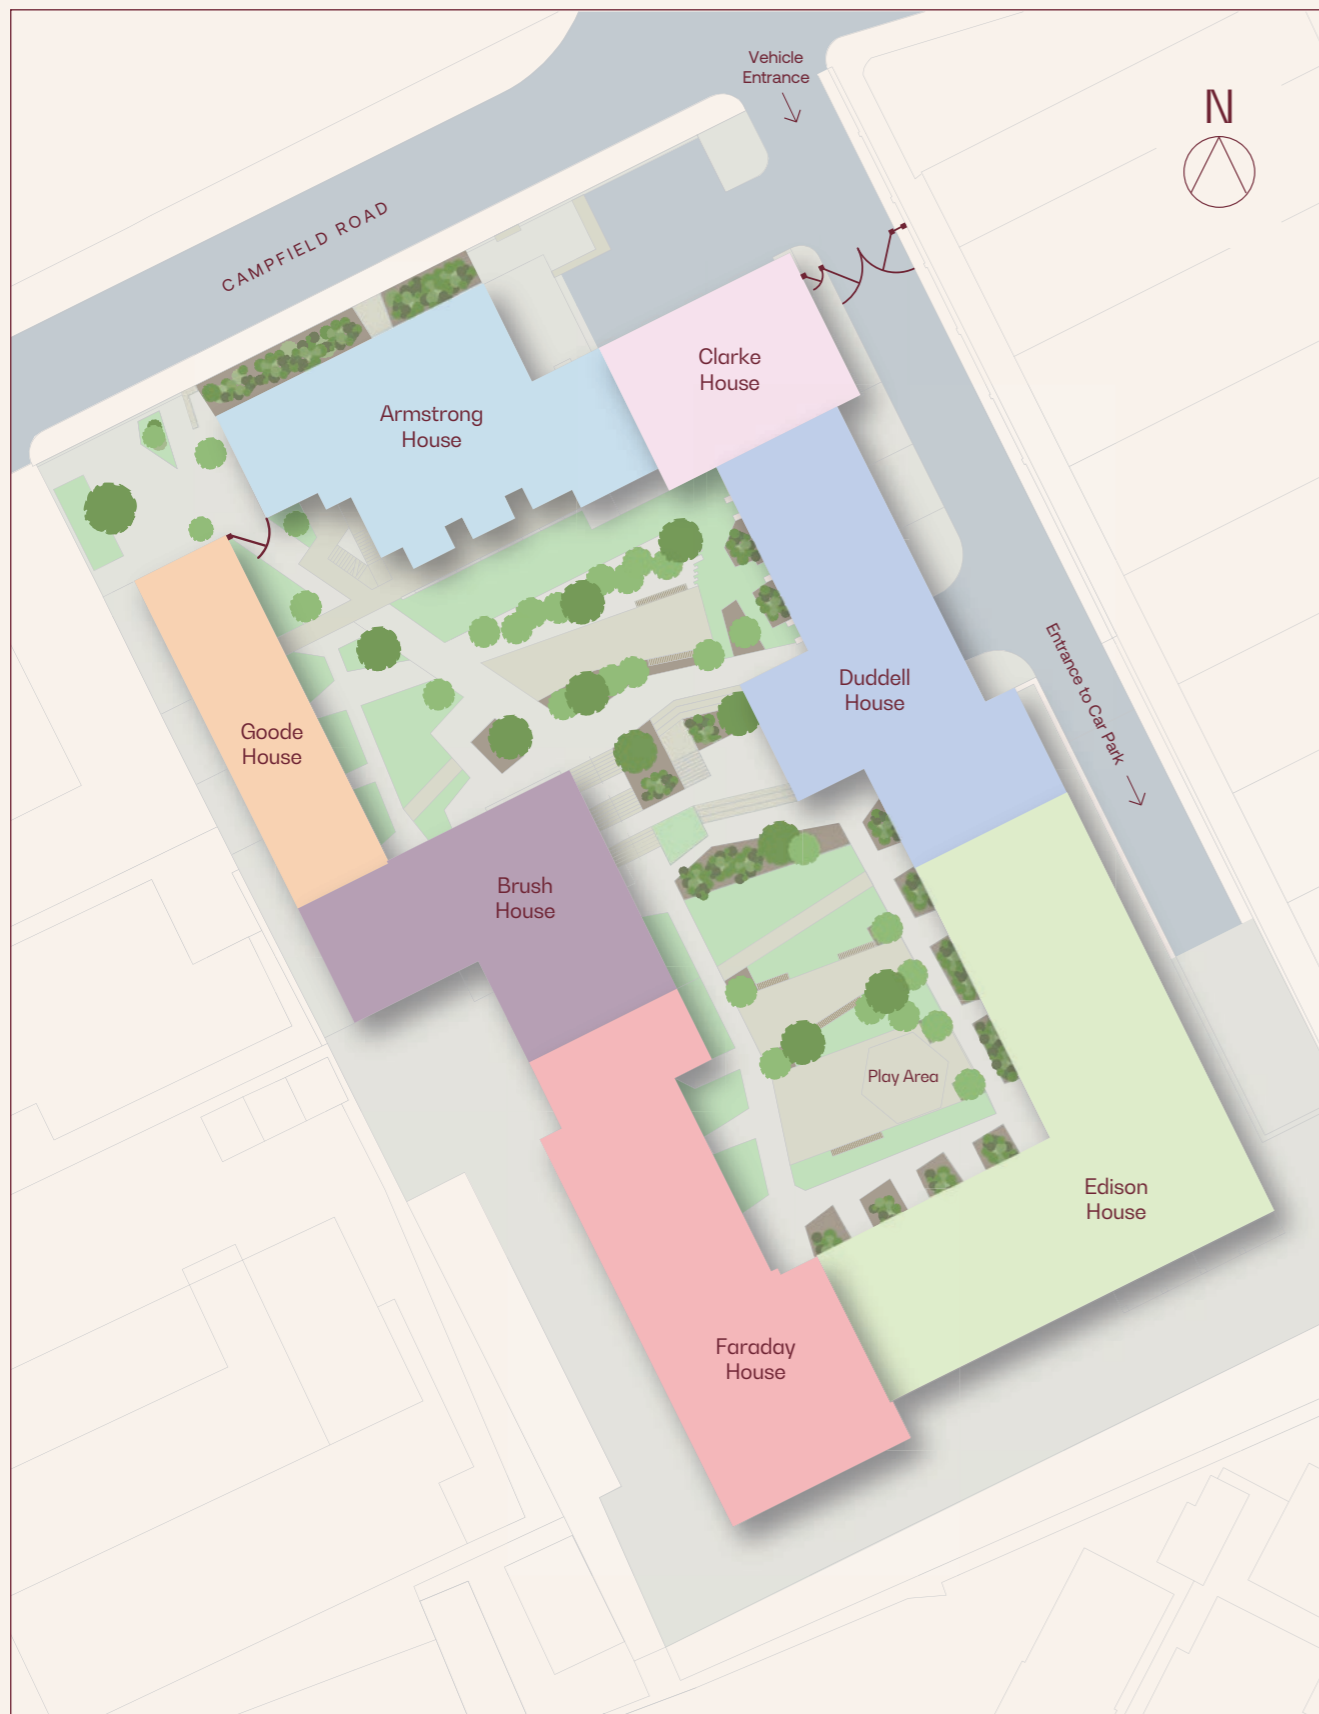 Vehicle
Entrance
N
CAMPFIELD ROAD
Clarke
House
Armstrong
House
Entrance to Car Park
Duddell
House
Goode
House
Brush
House
Play Area
Edison
House
Faraday
House